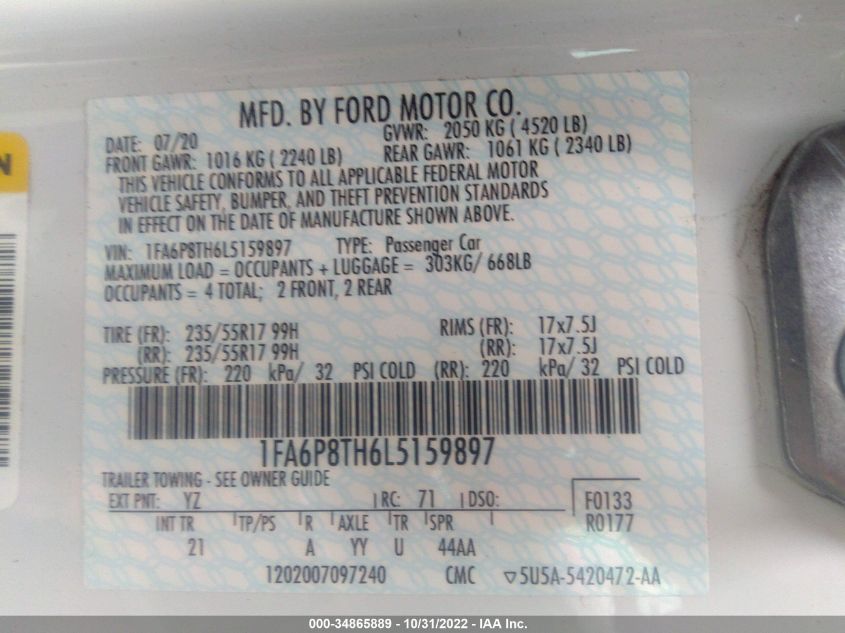 MFD. BY FORD MOTOR CO.
DATE: 07/20 GVWR: 2050 KG ( 4520 LB)
FRONT GAWR: 1016 KG ( 2240 LB) REAR GAWR: 1061 KG ( 2340 LB)
THIS VEHICLE CONFORMS TO ALL APPLICABLE FEDERAL MOTOR
VEHICLE SAFETY, BUMPER, AND THEFT PREVENTION STANDARDS
IN EFFECT ON THE DATE OF MANUFACTURE SHOWN ABOVE.
VIN: 1FA6P8TH6L5159897 TYPE: Passenger Car
MAXIMUM LOAD = OCCUPANTS + LUGGAGE = 303KG/ 668LB
OCCUPANTS = 4 TOTAL; 2 FRONT, 2 REAR
TIRE (FR): 235/55R17 99H RIMS (FR): 17x7.5J
(RR): 235/55R17 99H (RR): 17x7.5J
PRESSURE (FR): 220 kPa/ 32 PSI COLD (RR): 220 kPa/ 32 PSI COLD
1FA6P8TH6L5159897
TRAILER TOWING - SEE OWNER GUIDE
EXT PNT: YZ RC: 71 DSO: F0133
INT TR TP/PS R AXLE TR SPR R0177
21 A YY U 44AA
1202007097240 CMC ▽5U5A-5420472-AA
N
000-34865889 - 10/31/2022 - IAA Inc.